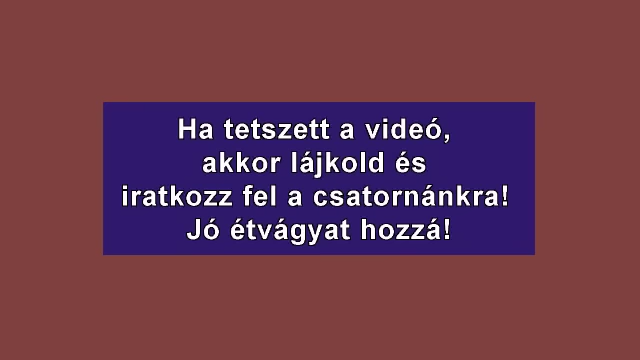 Ha tetszett a videó,
akkor lájkold és
iratkozz fel a csatornánkra!
Jó étvágyat hozzá!